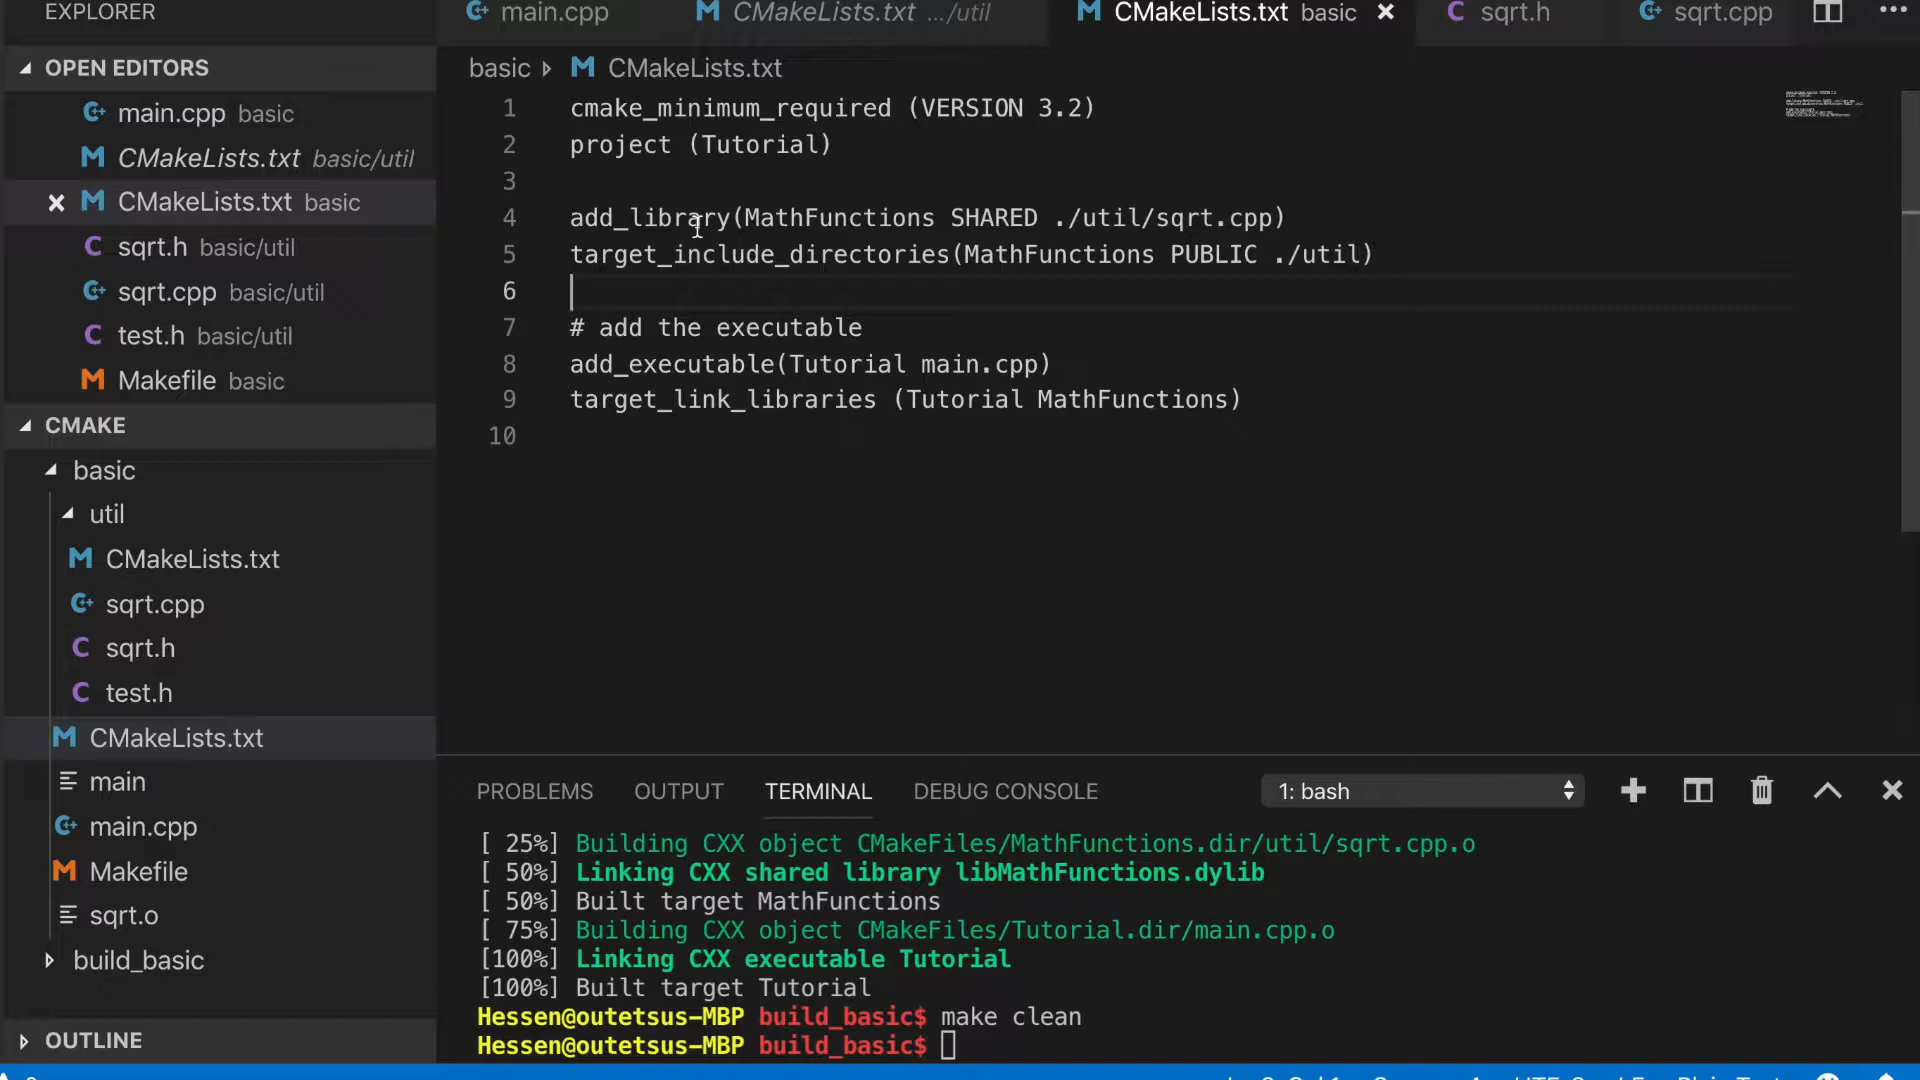 EXPLORER
main.cpp
CMakeLists.txt .../util
CMakeLists.txt basic
sqrt.h
sqrt.cpp
OPEN EDITORS
main.cpp basic
CMakeLists.txt basic/util
CMakeLists.txt basic
sqrt.h basic/util
sqrt.cpp basic/util
test.h basic/util
Makefile basic
CMAKE
basic
util
CMakeLists.txt
sqrt.cpp
sqrt.h
test.h
CMakeLists.txt
main
main.cpp
Makefile
sqrt.o
build_basic
OUTLINE
basic CMakeLists.txt
1 cmake_minimum_required (VERSION 3.2)
2 project (Tutorial)
3
4 add_library(MathFunctions SHARED ./util/sqrt.cpp)
5 target_include_directories(MathFunctions PUBLIC ./util)
6
7 # add the executable
8 add_executable(Tutorial main.cpp)
9 target_link_libraries (Tutorial MathFunctions)
10
PROBLEMS OUTPUT TERMINAL DEBUG CONSOLE 1: bash
[ 25%] Building CXX object CMakeFiles/MathFunctions.dir/util/sqrt.cpp.o
[ 50%] Linking CXX shared library libMathFunctions.dylib
[ 50%] Built target MathFunctions
[ 75%] Building CXX object CMakeFiles/Tutorial.dir/main.cpp.o
[100%] Linking CXX executable Tutorial
[100%] Built target Tutorial
Hessen@outetsus-MBP build_basic$ make clean
Hessen@outetsus-MBP build_basic$